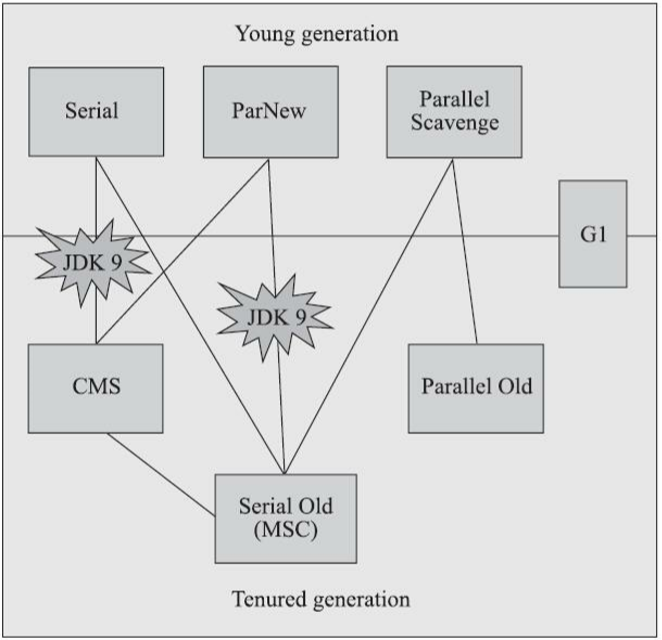 Young generation
Serial
ParNew
Parallel
Scavenge
G1
JDK 9
JDK 9
CMS
Parallel Old
Serial Old
(MSC)
Tenured generation